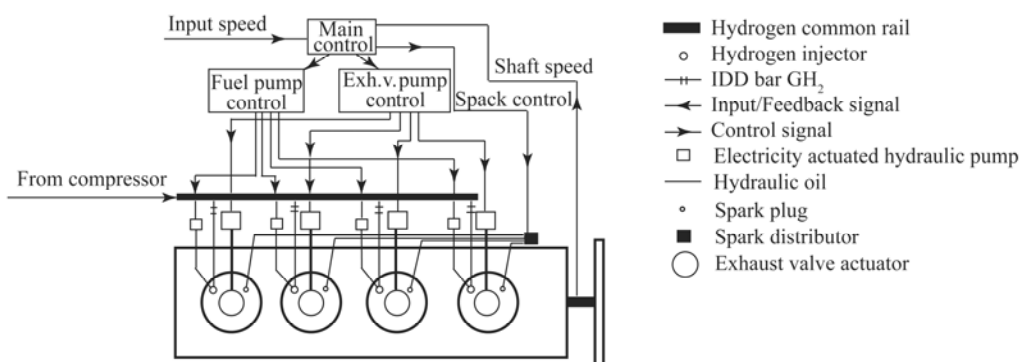 Input speed
Main
control
Shaft speed
Fuel pump
control
Exh.v. pump
control
Spack control
From compressor
Hydrogen common rail
Hydrogen injector
IDD bar GH₂
Input/Feedback signal
Control signal
Electricity actuated hydraulic pump
Hydraulic oil
Spark plug
Spark distributor
Exhaust valve actuator